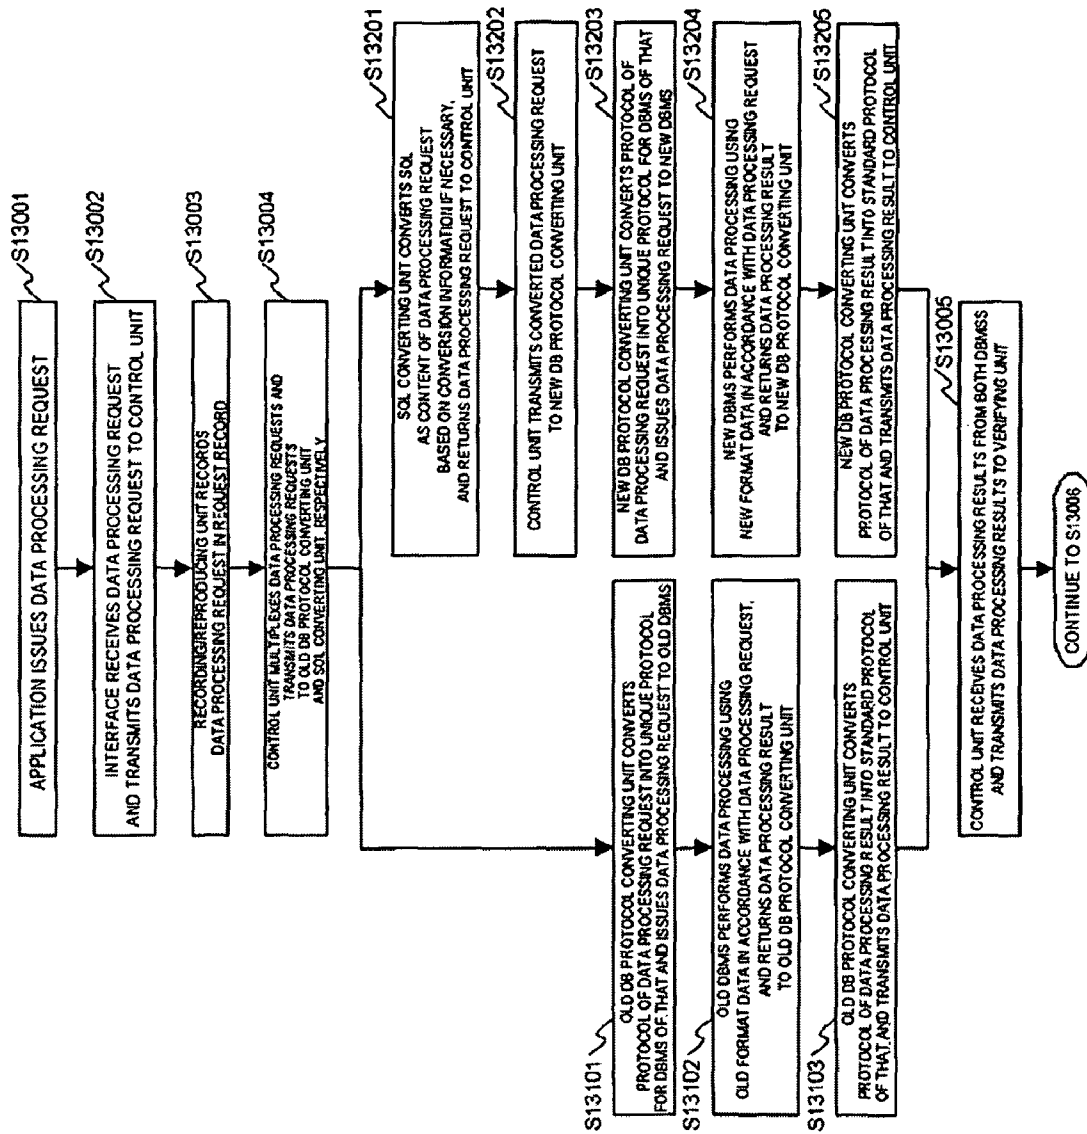 S13001
APPLICATION ISSUES DATA PROCESSING REQUEST
S13002
INTERFACE RECEIVES DATA PROCESSING REQUEST
AND TRANSMITS DATA PROCESSING REQUEST TO CONTROL UNIT
S13003
RECORDING/REPRODUCING UNIT RECORDS
DATA PROCESSING REQUEST IN REQUEST RECORD
S13004
CONTROL UNIT MULTIPLEXES DATA PROCESSING REQUESTS AND
TRANSMITS DATA PROCESSING REQUESTS
TO OLD DB PROTOCOL CONVERTING UNIT
AND SQL CONVERTING UNIT, RESPECTIVELY
S13101
OLD DB PROTOCOL CONVERTING UNIT CONVERTS
PROTOCOL OF DATA PROCESSING REQUEST INTO UNIQUE PROTOCOL
FOR DBMS OF THAT AND ISSUES DATA PROCESSING REQUEST TO OLD DBMS
S13102
OLD DBMS PERFORMS DATA PROCESSING USING
OLD FORMAT DATA IN ACCORDANCE WITH DATA PROCESSING REQUEST,
AND RETURNS DATA PROCESSING RESULT
TO OLD DB PROTOCOL CONVERTING UNIT
S13103
OLD DB PROTOCOL CONVERTING UNIT CONVERTS
PROTOCOL OF DATA PROCESSING RESULT INTO STANDARD PROTOCOL
OF THAT AND TRANSMITS DATA PROCESSING RESULT TO CONTROL UNIT
S13201
SQL CONVERTING UNIT CONVERTS SQL
AS CONTENT OF DATA PROCESSING REQUEST
BASED ON CONVERSION INFORMATION IF NECESSARY,
AND RETURNS DATA PROCESSING REQUEST TO CONTROL UNIT
S13202
CONTROL UNIT TRANSMITS CONVERTED DATA PROCESSING REQUEST
TO NEW DB PROTOCOL CONVERTING UNIT
S13203
NEW DB PROTOCOL CONVERTING UNIT CONVERTS PROTOCOL OF
DATA PROCESSING REQUEST INTO UNIQUE PROTOCOL FOR DBMS OF THAT
AND ISSUES DATA PROCESSING REQUEST TO NEW DBMS
S13204
NEW DBMS PERFORMS DATA PROCESSING USING
NEW FORMAT DATA IN ACCORDANCE WITH DATA PROCESSING REQUEST
AND RETURNS DATA PROCESSING RESULT
TO NEW DB PROTOCOL CONVERTING UNIT
S13205
NEW DB PROTOCOL CONVERTING UNIT CONVERTS
PROTOCOL OF DATA PROCESSING RESULT INTO STANDARD PROTOCOL
OF THAT AND TRANSMITS DATA PROCESSING RESULT TO CONTROL UNIT
S13005
CONTROL UNIT RECEIVES DATA PROCESSING RESULTS FROM BOTH DBMSS
AND TRANSMITS DATA PROCESSING RESULTS TO VERIFYING UNIT
CONTINUE TO S13006